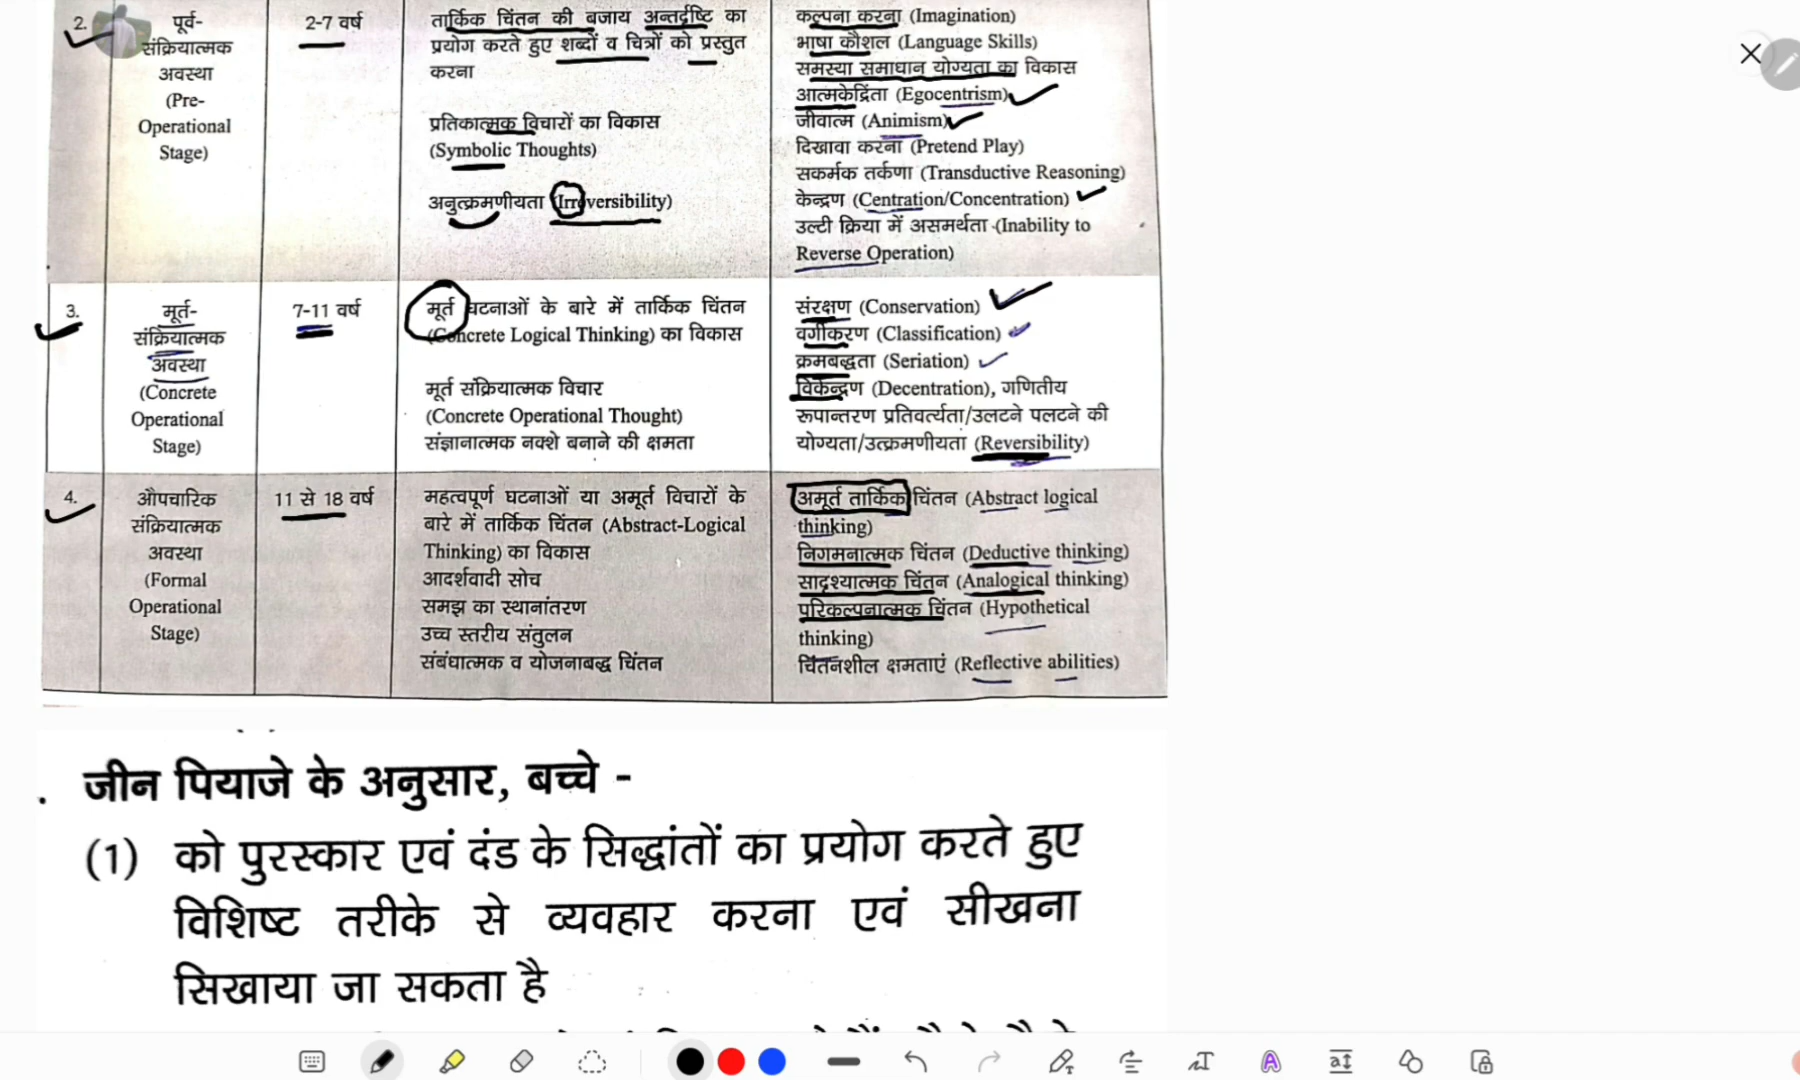 2.
पूर्व-
संक्रियात्मक
अवस्था
(Pre-
Operational
Stage)
2-7 वर्ष
तार्किक चिंतन की बजाय अन्तर्दृष्टि का
प्रयोग करते हुए शब्दों व चित्रों को प्रस्तुत
करना
प्रतिकात्मक विचारों का विकास
(Symbolic Thoughts)
अनुत्क्रमणीयता (Irreversibility)
कल्पना करना (Imagination)
भाषा कौशल (Language Skills)
समस्या समाधान योग्यता का विकास
आत्मकेद्रिंता (Egocentrism)
जीवात्म (Animism)
दिखावा करना (Pretend Play)
सकर्मक तर्कणा (Transductive Reasoning)
केन्द्रण (Centration/Concentration)
उल्टी क्रिया में असमर्थता (Inability to
Reverse Operation)
3.
मूर्त-
संक्रियात्मक
अवस्था
(Concrete
Operational
Stage)
7-11 वर्ष
मूर्त घटनाओं के बारे में तार्किक चिंतन
(Concrete Logical Thinking) का विकास
मूर्त संक्रियात्मक विचार
(Concrete Operational Thought)
संज्ञानात्मक नक्शे बनाने की क्षमता
संरक्षण (Conservation)
वर्गीकरण (Classification)
क्रमबद्धता (Seriation)
विकेन्द्रण (Decentration), गणितीय
रूपान्तरण प्रतिवर्त्यता/उलटने पलटने की
योग्यता/उत्क्रमणीयता (Reversibility)
4.
औपचारिक
संक्रियात्मक
अवस्था
(Formal
Operational
Stage)
11 से 18 वर्ष
महत्वपूर्ण घटनाओं या अमूर्त विचारों के
बारे में तार्किक चिंतन (Abstract-Logical
Thinking) का विकास
आदर्शवादी सोच
समझ का स्थानांतरण
उच्च स्तरीय संतुलन
संबंधात्मक व योजनाबद्ध चिंतन
अमूर्त तार्किक चिंतन (Abstract logical
thinking)
निगमनात्मक चिंतन (Deductive thinking)
सादृश्यात्मक चिंतन (Analogical thinking)
परिकल्पनात्मक चिंतन (Hypothetical
thinking)
चिंतनशील क्षमताएं (Reflective abilities)
जीन पियाजे के अनुसार, बच्चे -
(1) को पुरस्कार एवं दंड के सिद्धांतों का प्रयोग करते हुए
विशिष्ट तरीके से व्यवहार करना एवं सीखना
सिखाया जा सकता है